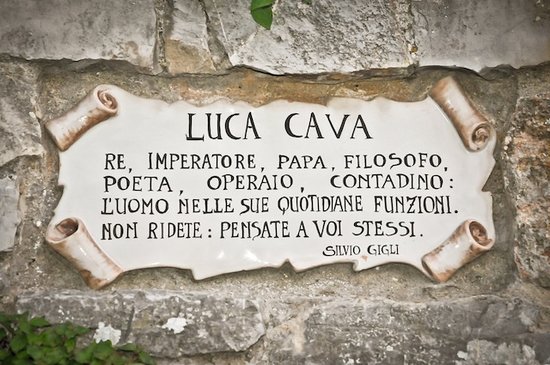 LUCA CAVA
RE, IMPERATORE, PAPA, FILOSOFO,
POETA, OPERAIO, CONTADINO:
L'UOMO NELLE SUE QUOTIDIANE FUNZIONI.
NON RIDETE: PENSATE A VOI STESSI.
SILVIO GIGLI